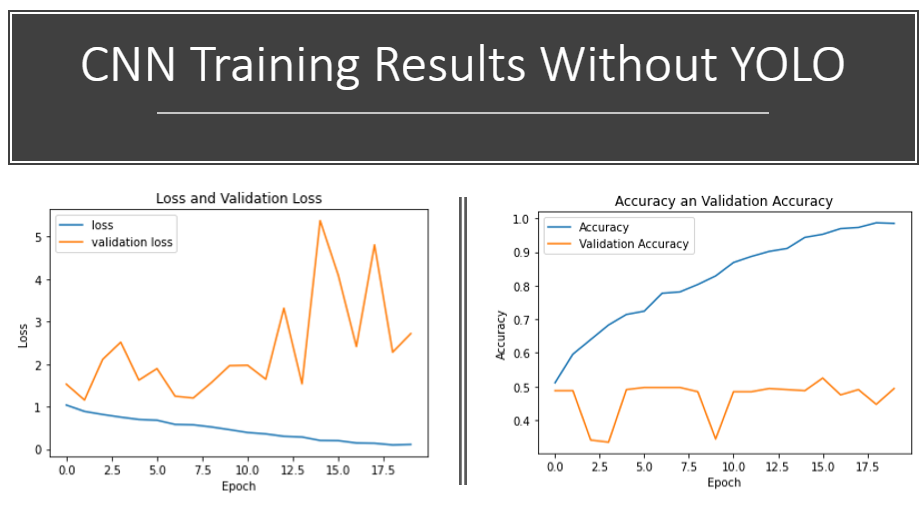 CNN Training Results Without YOLO
Loss and Validation Loss
loss
validation loss
5
4
3
2
1
0
Loss
0.0 2.5 5.0 7.5 10.0 12.5 15.0 17.5
Epoch
Accuracy an Validation Accuracy
Accuracy
Validation Accuracy
1.0
0.9
0.8
0.7
0.6
0.5
0.4
Accuracy
0.0 2.5 5.0 7.5 10.0 12.5 15.0 17.5
Epoch